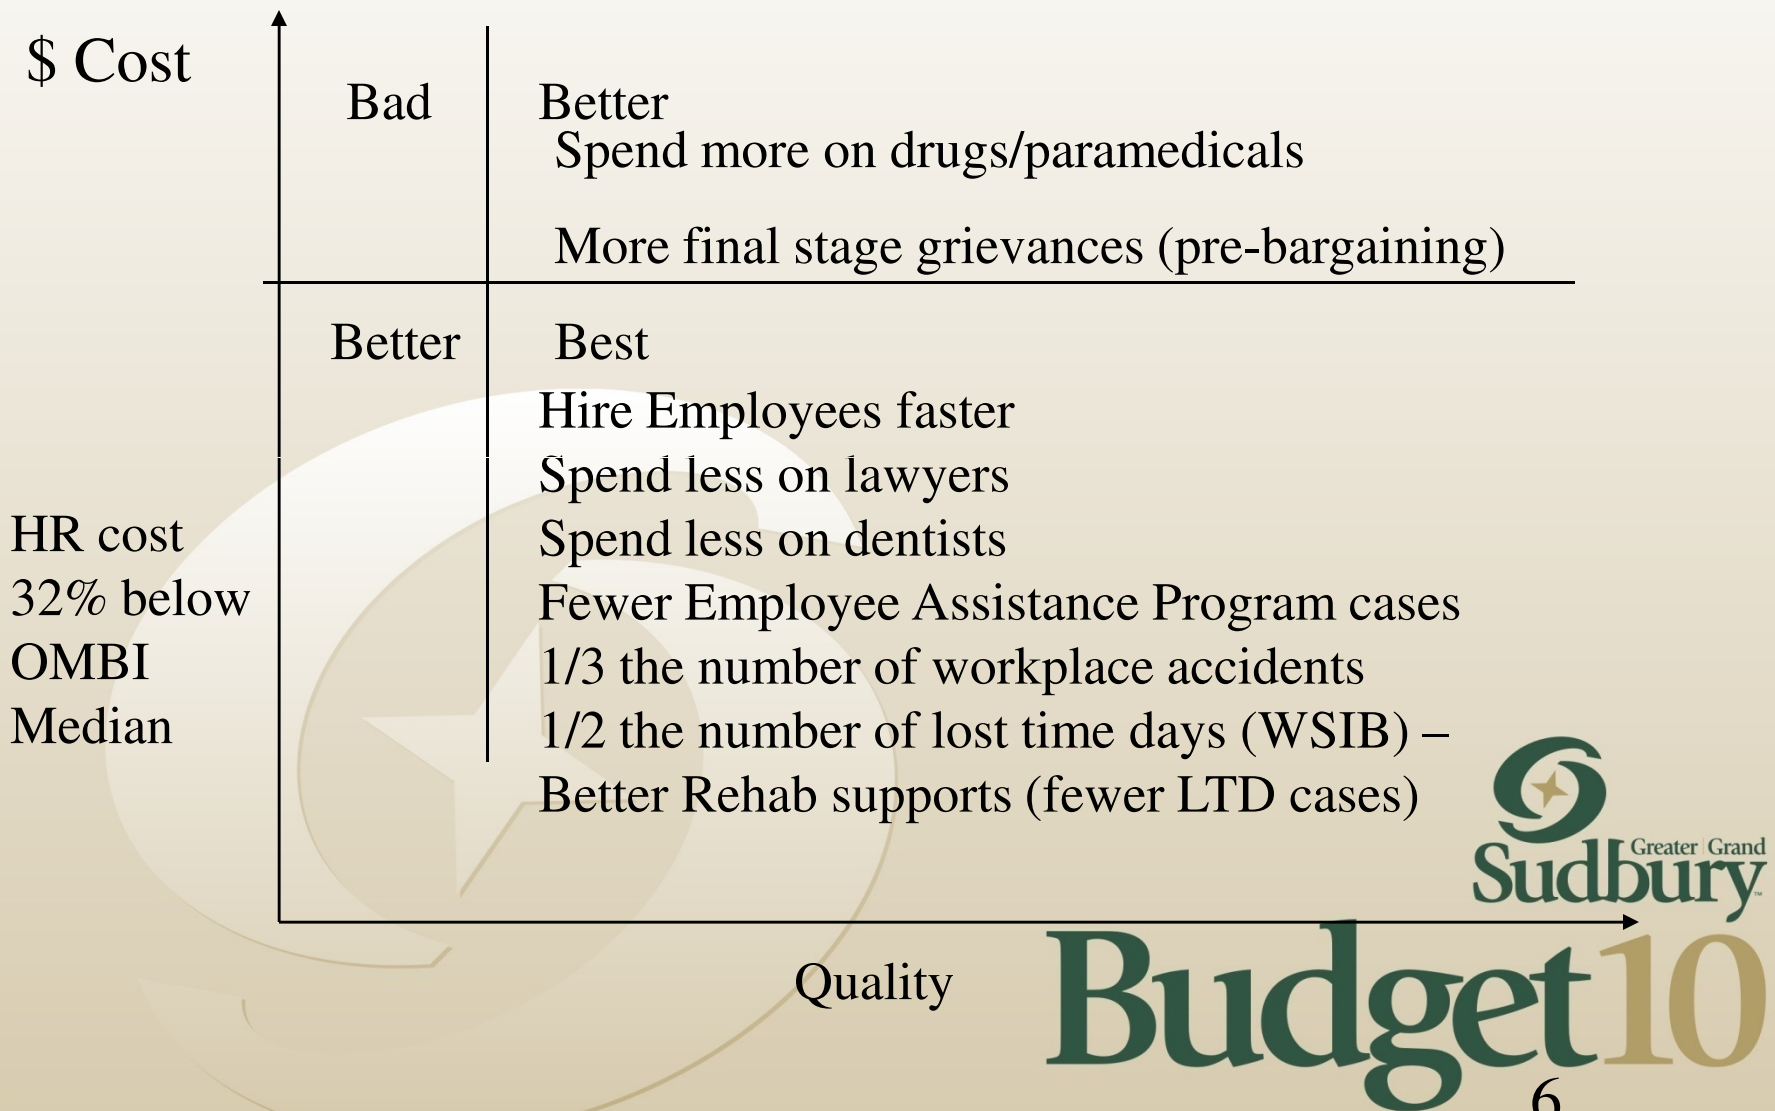 $ Cost
Bad
Better
Spend more on drugs/paramedicals
More final stage grievances (pre-bargaining)
Better
Best
Hire Employees faster
Spend less on lawyers
Spend less on dentists
Fewer Employee Assistance Program cases
1/3 the number of workplace accidents
1/2 the number of lost time days (WSIB) –
Better Rehab supports (fewer LTD cases)
HR cost
32% below
OMBI
Median
Quality
Greater Grand
Sudbury™
Budget10
6